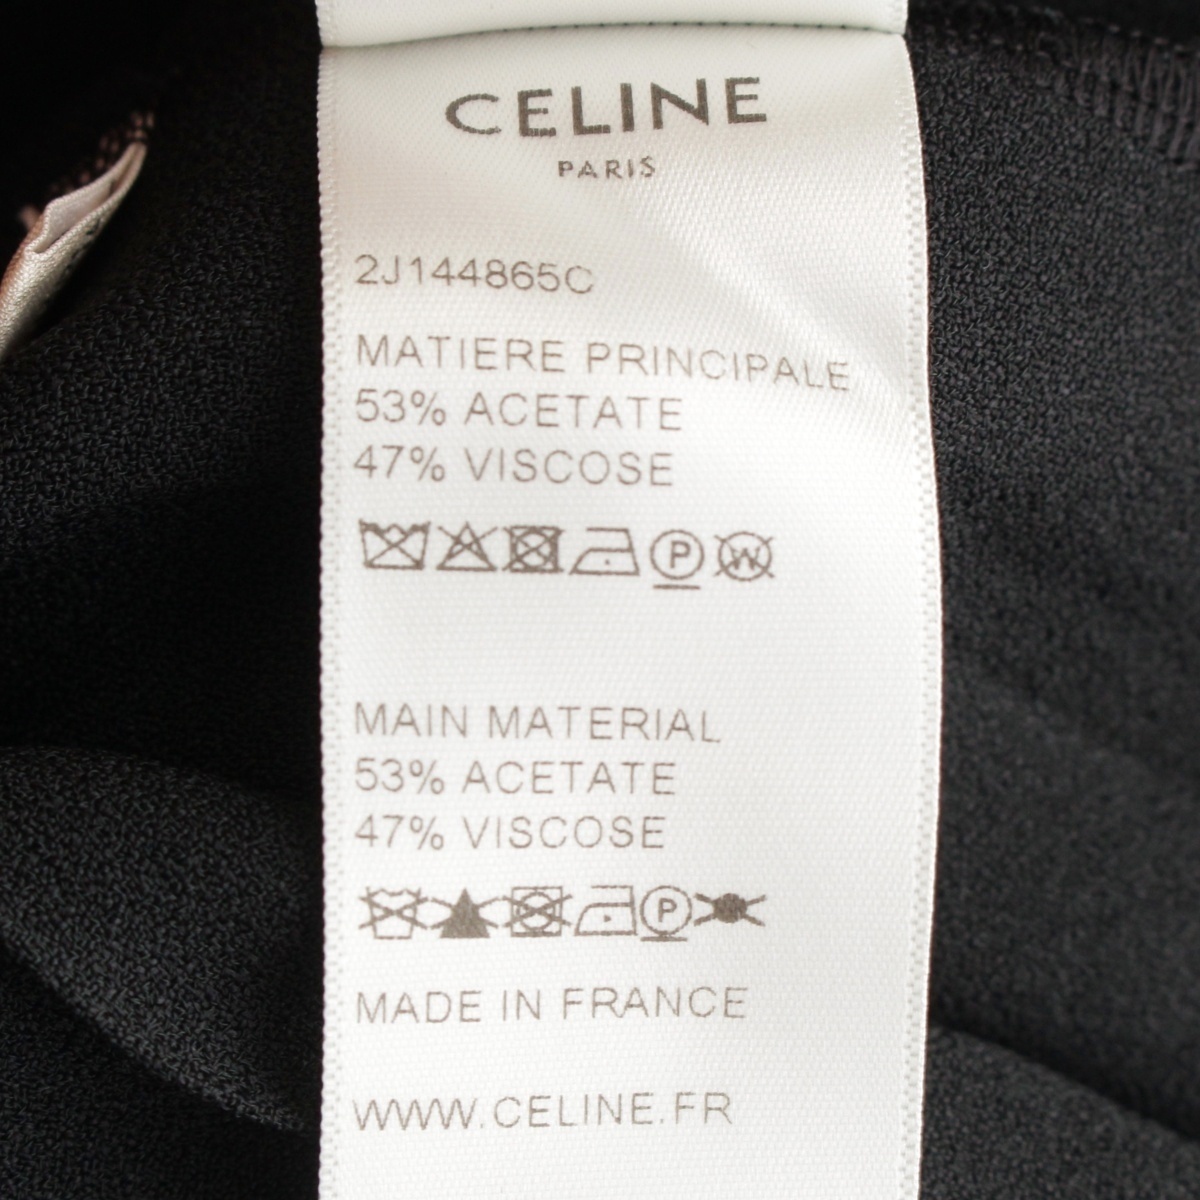 CELINE
PARIS
2J144865C
MATIERE PRINCIPALE
53% ACETATE
47% VISCOSE
P W
MAIN MATERIAL
53% ACETATE
47% VISCOSE
P
MADE IN FRANCE
WWW.CELINE.FR